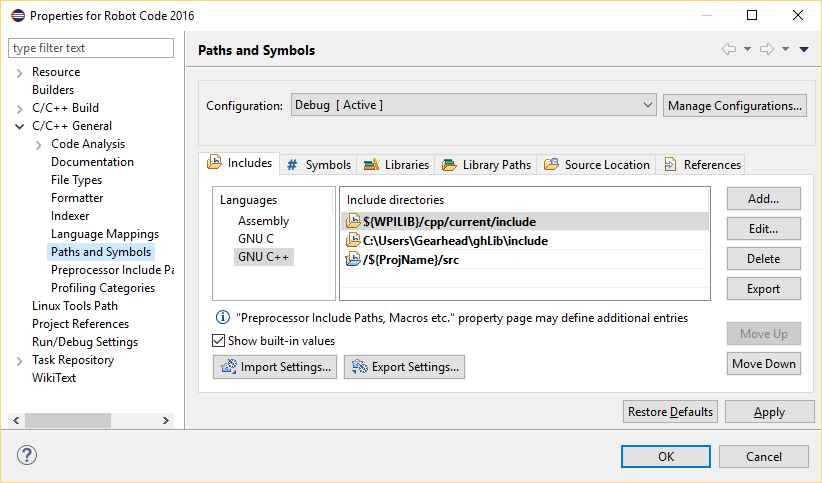 Properties for Robot Code 2016
type filter text
Resource
Builders
C/C++ Build
C/C++ General
Code Analysis
Documentation
File Types
Formatter
Indexer
Language Mappings
Paths and Symbols
Preprocessor Include Pa
Profiling Categories
Linux Tools Path
Project References
Run/Debug Settings
Task Repository
WikiText
Paths and Symbols
Configuration: Debug [ Active ] Manage Configurations...
Includes # Symbols Libraries Library Paths Source Location References
Languages
Assembly
GNU C
GNU C++
Include directories
${WPILIB}/cpp/current/include
C:\Users\Gearhead\ghLib\include
/${ProjName}/src
Add...
Edit...
Delete
Export
Move Up
Move Down
"Preprocessor Include Paths, Macros etc." property page may define additional entries
Show built-in values
Import Settings... Export Settings...
Restore Defaults Apply
? OK Cancel